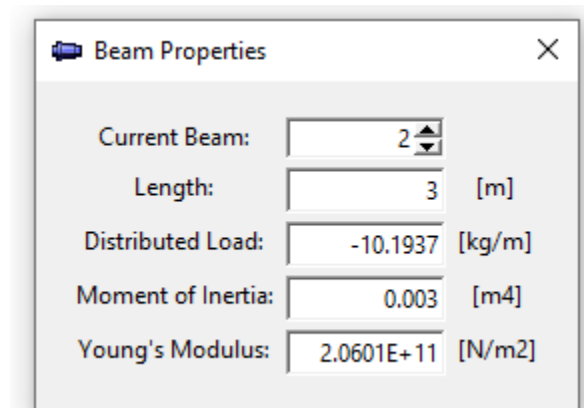 Beam Properties
Current Beam: 2
Length: 3 [m]
Distributed Load: -10.1937 [kg/m]
Moment of Inertia: 0.003 [m4]
Young's Modulus: 2.0601E+11 [N/m2]